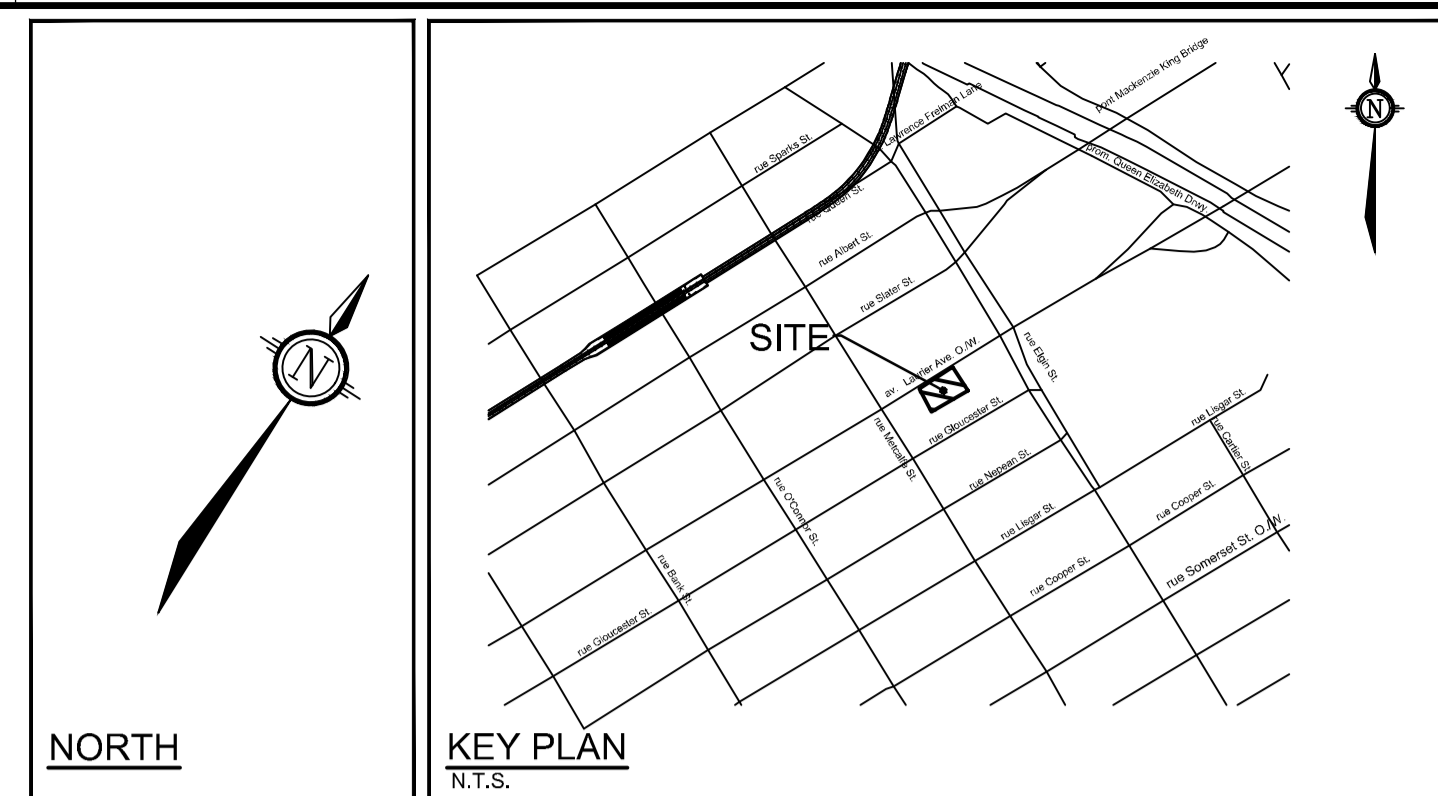 N
NORTH
pont Mackenzie King Bridge
Lawrence Freiman Lane
rue Sparks St.
prom. Queen Elizabeth Drwy.
rue Queen St.
rue Albert St.
rue Slater St.
SITE
av. Laurier Ave. O./W.
rue Elgin St.
rue Gloucester St.
rue Metcalfe St.
rue Lisgar St.
rue Cartier St.
rue Nepean St.
rue O'Connor St.
rue Cooper St.
rue Lisgar St.
rue Somerset St. O./W.
rue Cooper St.
rue Bank St.
rue Gloucester St.
KEY PLAN
N.T.S.
N